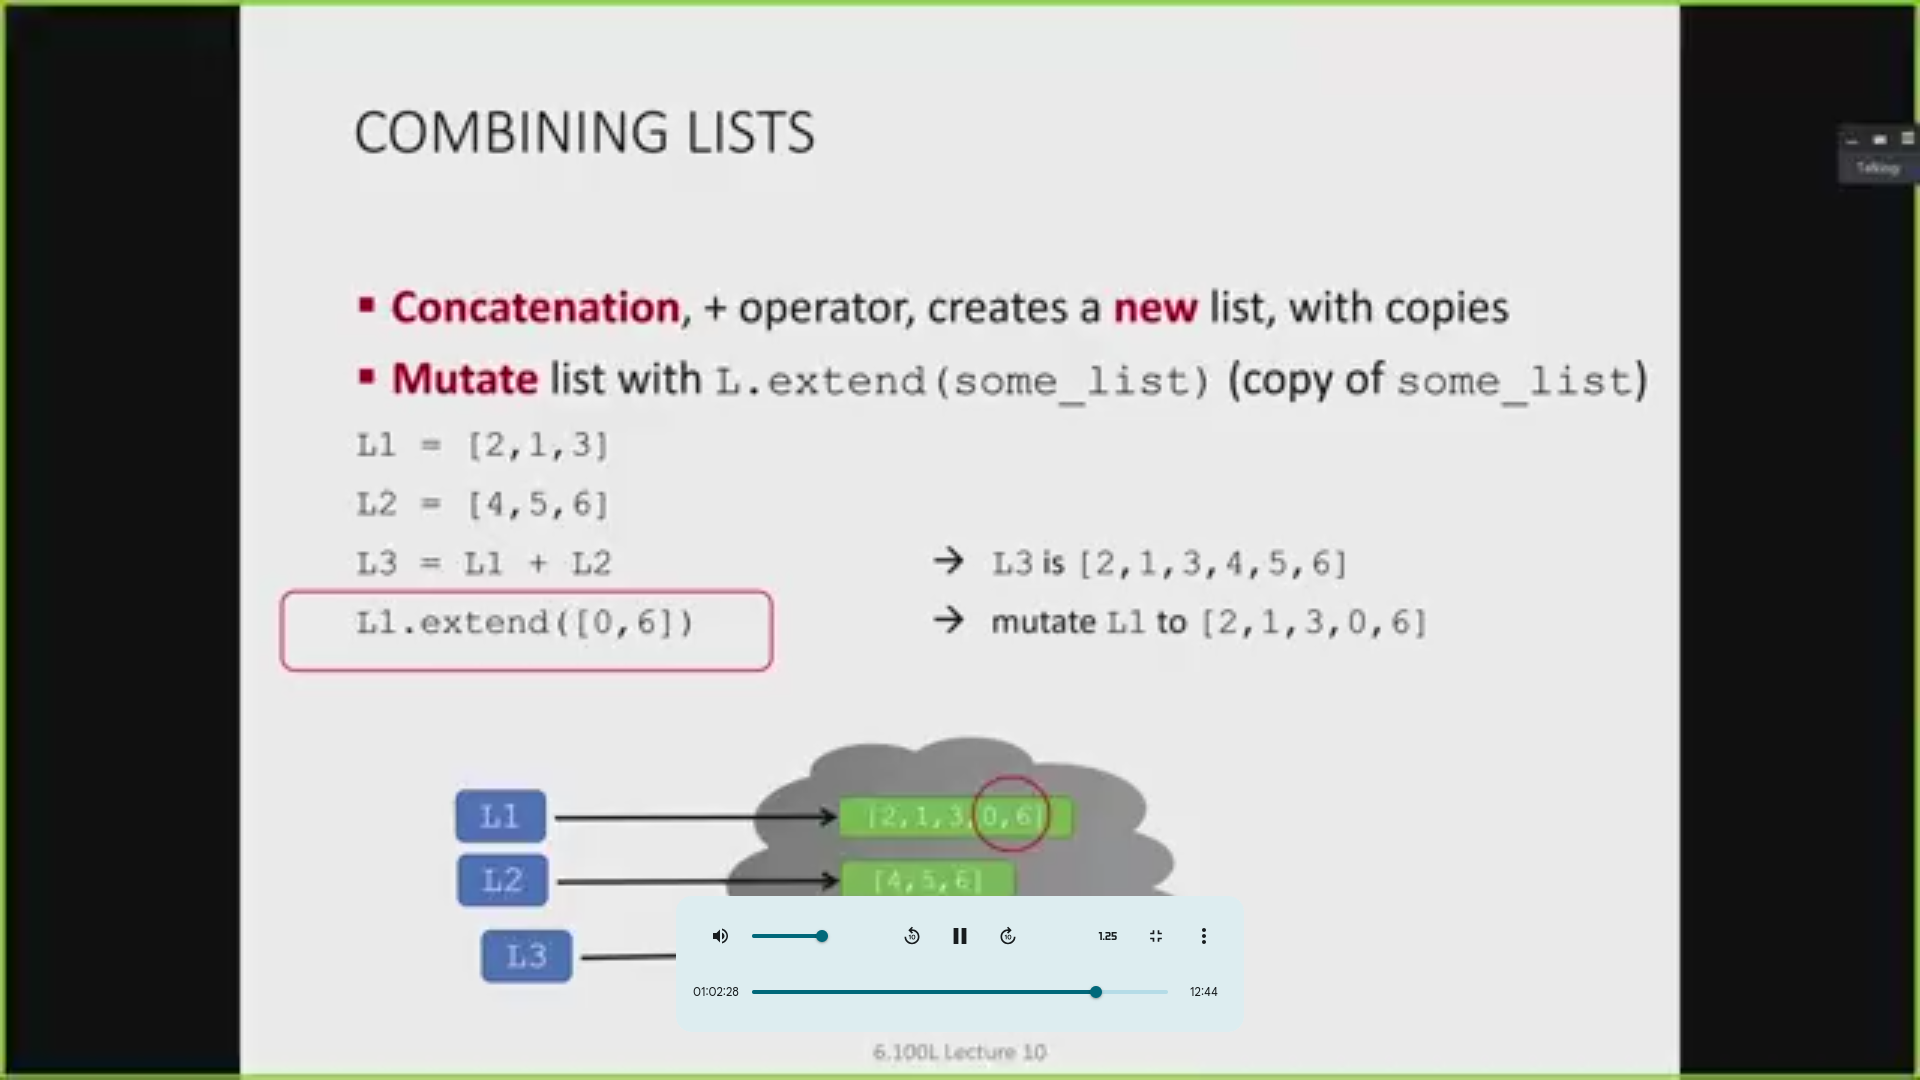 Talking:
COMBINING LISTS
▪ Concatenation, + operator, creates a new list, with copies
▪ Mutate list with L.extend(some_list) (copy of some_list)
L1 = [2,1,3]
L2 = [4,5,6]
L3 = L1 + L2 → L3 is [2,1,3,4,5,6]
L1.extend([0,6]) → mutate L1 to [2,1,3,0,6]
L1 [2,1,3,0,6]
L2 [4,5,6]
L3
10 10 1.25
01:02:28 12:44
6.100L Lecture 10